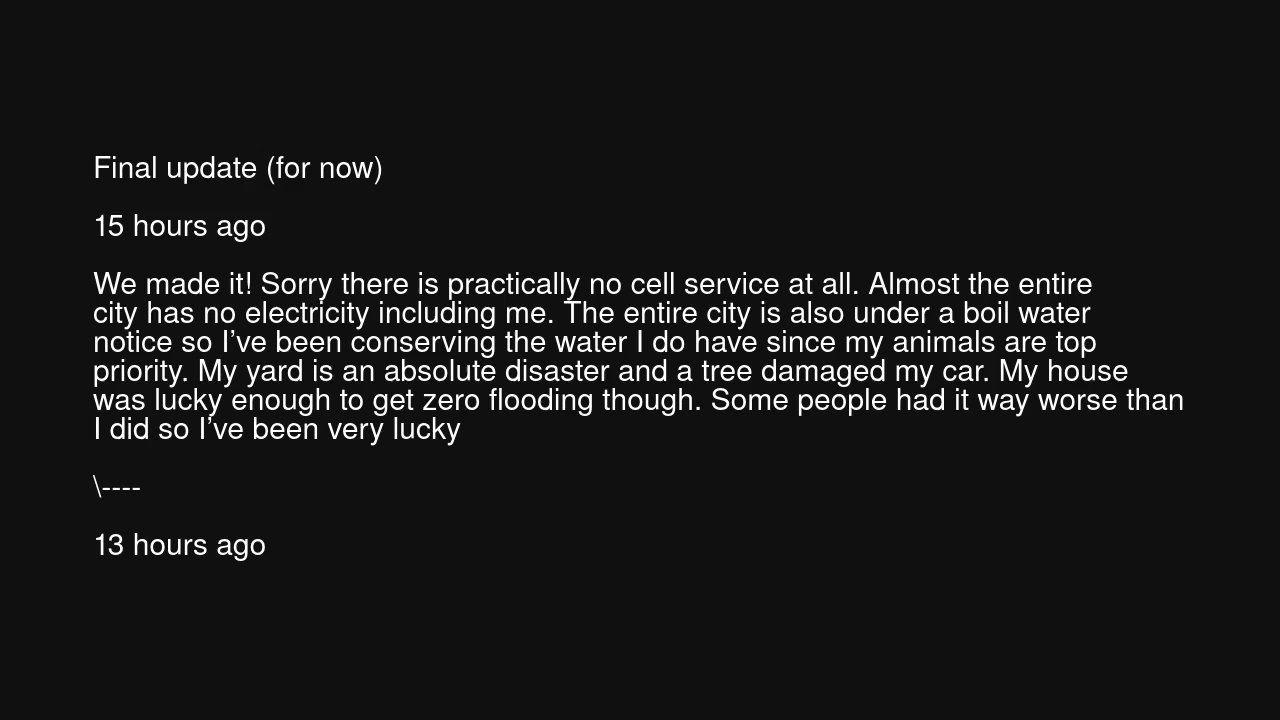 Final update (for now)
15 hours ago
We made it! Sorry there is practically no cell service at all. Almost the entire
city has no electricity including me. The entire city is also under a boil water
notice so I’ve been conserving the water I do have since my animals are top
priority. My yard is an absolute disaster and a tree damaged my car. My house
was lucky enough to get zero flooding though. Some people had it way worse than
I did so I’ve been very lucky
\----
13 hours ago